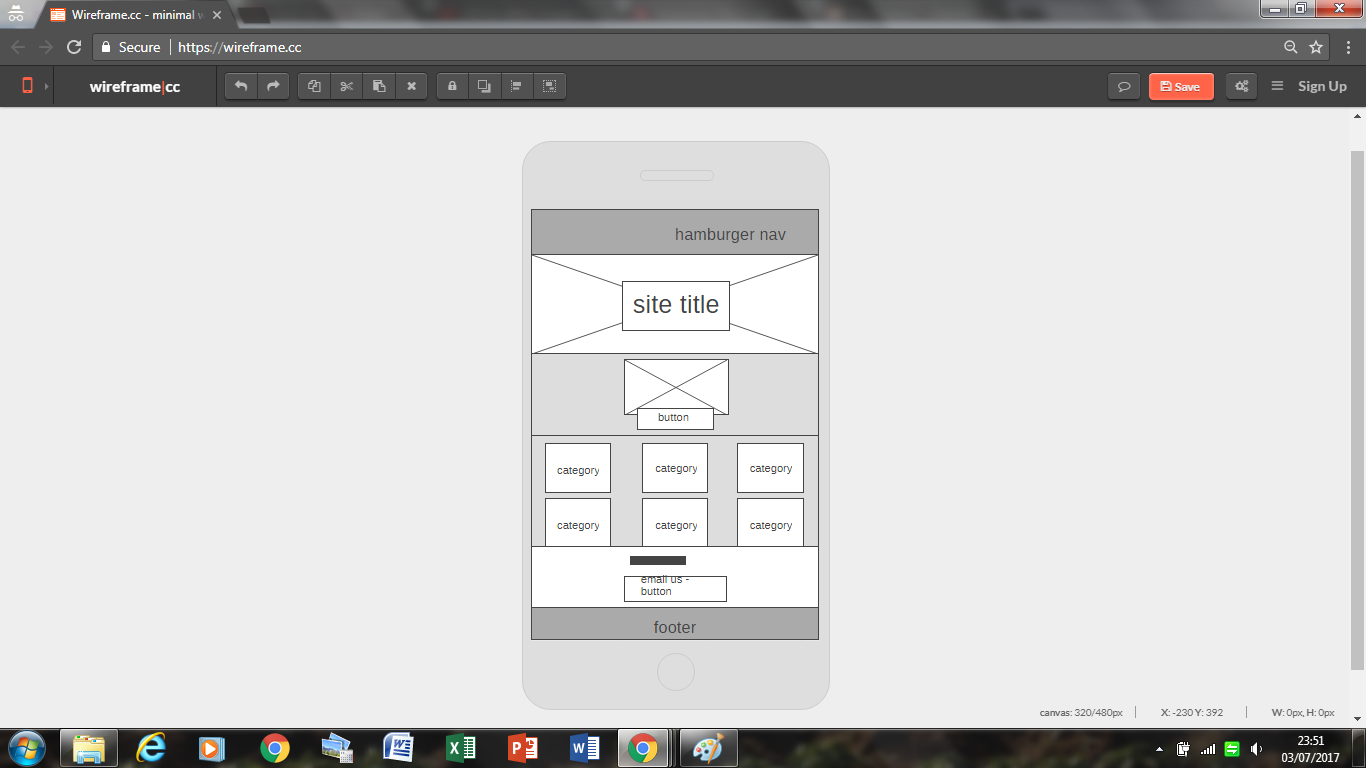 Wireframe.cc - minimal w
Secure
https://wireframe.cc
wireframe|cc
Save
Sign Up
hamburger nav
site title
button
category category category
category category category
email us -
button
footer
canvas: 320/480px
X: -230 Y: 392
W: 0px, H: 0px
23:51
03/07/2017